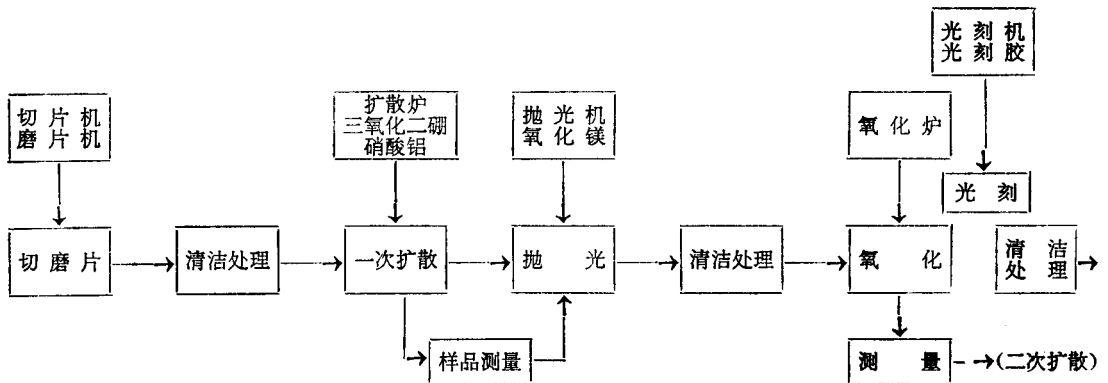 光刻机
光刻胶
切片机
磨片机
扩散炉
三氧化二硼
硝酸铝
抛光机
氧化镁
氧化炉
光刻
切磨片
清洁处理
一次扩散
抛光
清洁处理
氧化
清洁
处理
样品测量
测量
(二次扩散)